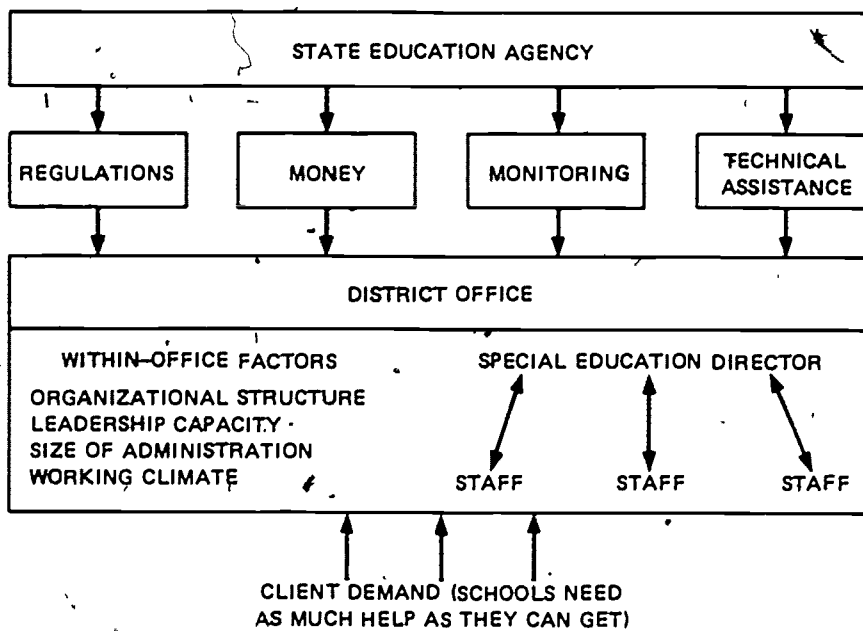 STATE EDUCATION AGENCY
REGULATIONS
MONEY
MONITORING
TECHNICAL
ASSISTANCE
DISTRICT OFFICE
WITHIN-OFFICE FACTORS
SPECIAL EDUCATION DIRECTOR
ORGANIZATIONAL STRUCTURE
LEADERSHIP CAPACITY
SIZE OF ADMINISTRATION
WORKING CLIMATE
STAFF STAFF STAFF
CLIENT DEMAND (SCHOOLS NEED
AS MUCH HELP AS THEY CAN GET)